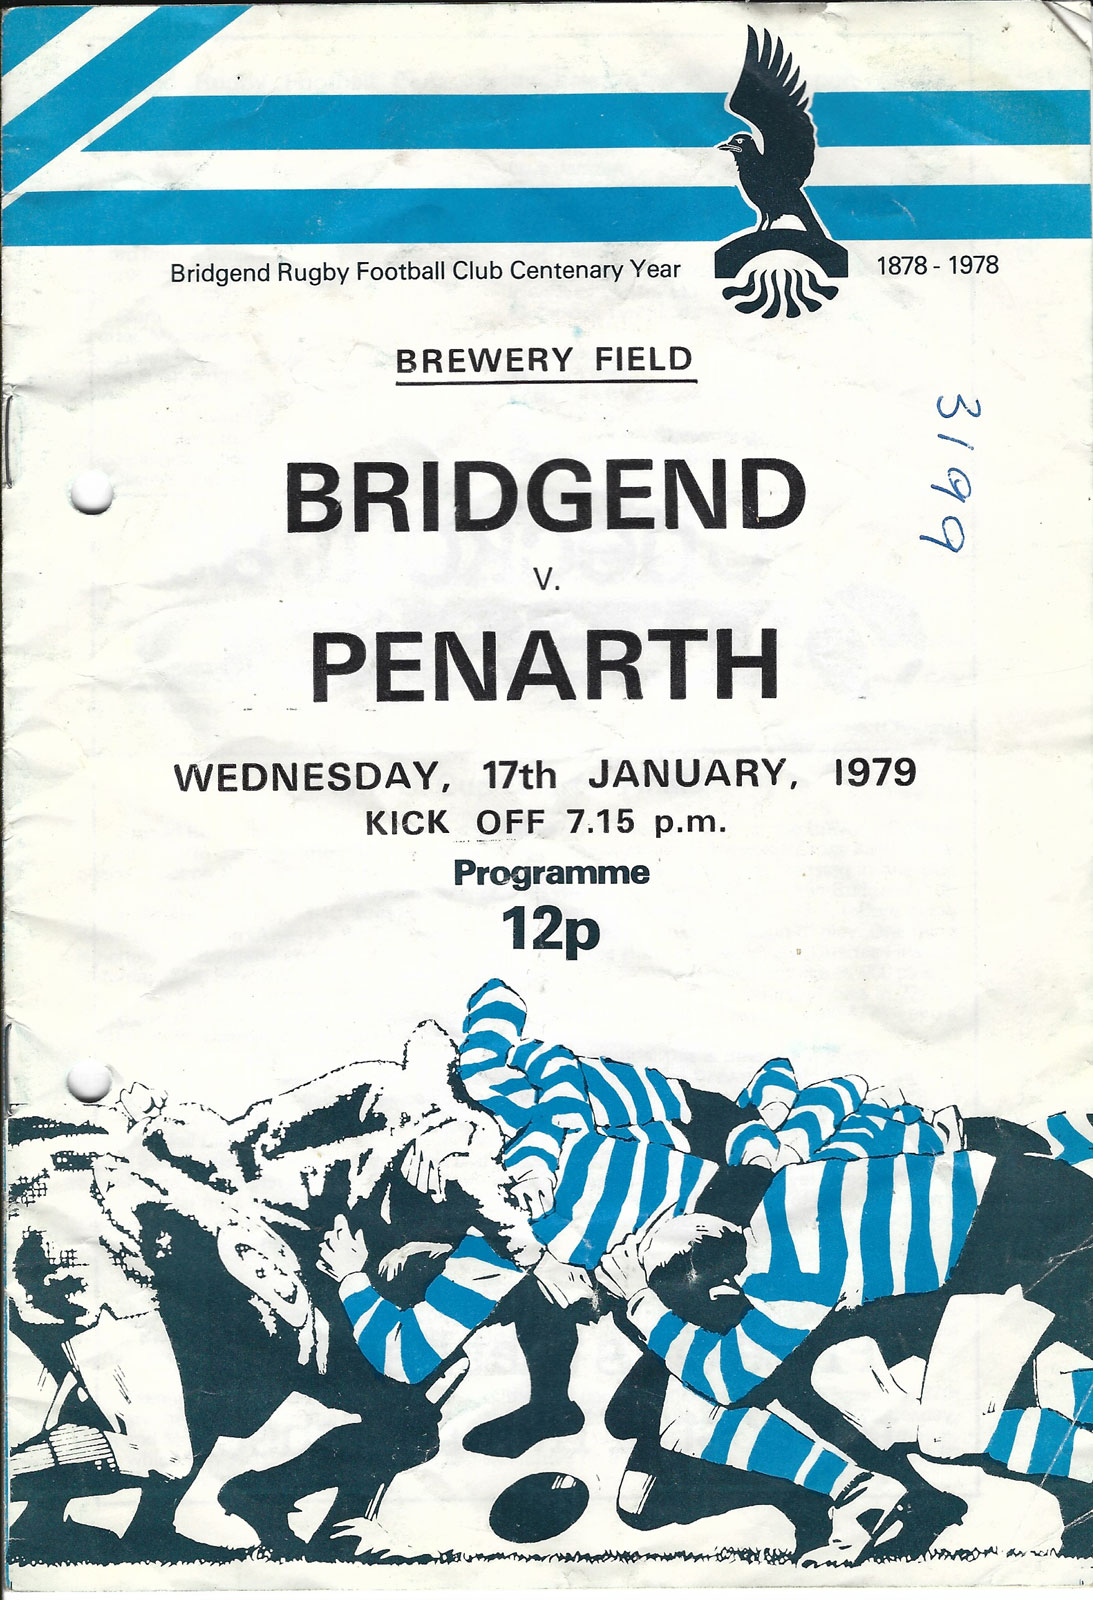 Bridgend Rugby Football Club Centenary Year 1878 - 1978
BREWERY FIELD
3199
BRIDGEND
v.
PENARTH
WEDNESDAY, 17th JANUARY, 1979
KICK OFF 7.15 p.m.
Programme
12p